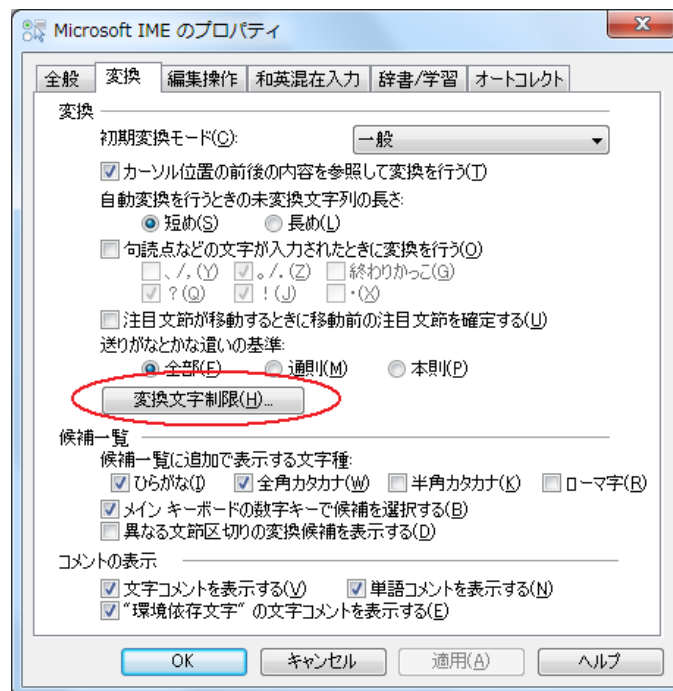 Microsoft IME のプロパティ
全般 変換 編集操作 和英混在入力 辞書/学習 オートコレクト
変換
初期変換モード(C): 一般
カーソル位置の前後の内容を参照して変換を行う(T)
自動変換を行うときの未変換文字列の長さ:
短め(S) 長め(L)
句読点などの文字が入力されたときに変換を行う(O)
、/,(Y) 。/.(Z) 終わりかっこ(G)
?(Q) !(J) ・(X)
注目文節が移動するときに移動前の注目文節を確定する(U)
送りがなとかな遣いの基準:
全部(F) 通則(M) 本則(P)
変換文字制限(H)...
候補一覧
候補一覧に追加で表示する文字種:
ひらがな(I) 全角カタカナ(W) 半角カタカナ(K) ローマ字(R)
メイン キーボードの数字キーで候補を選択する(B)
異なる文節区切りの変換候補を表示する(D)
コメントの表示
文字コメントを表示する(V) 単語コメントを表示する(N)
"環境依存文字" の文字コメントを表示する(E)
OK キャンセル 適用(A) ヘルプ